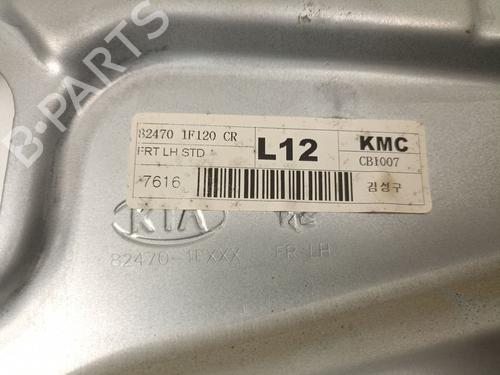 B-PARTS
82470 1F120 CR
FRT LH STD
L12
KMC
CB1007
7616
김성구
KIA
82470-1FXXX FR LH